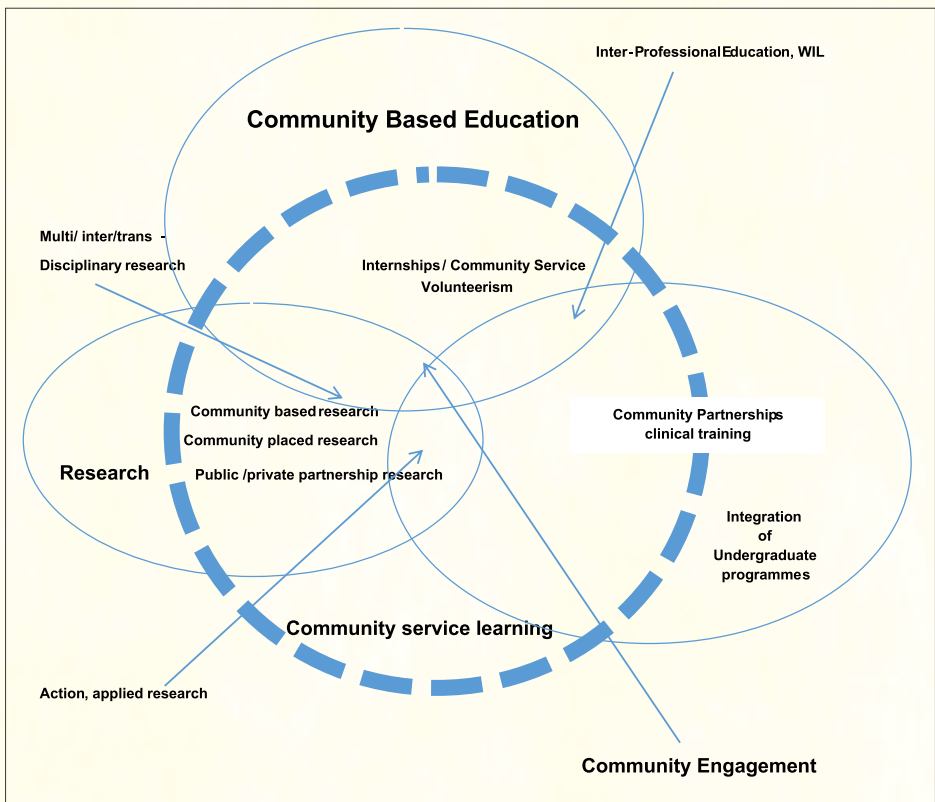 Inter-Professional Education, WIL
Community Based Education
Multi/ inter/trans -
Disciplinary research
Internships / Community Service
Volunteerism
Community based research
Community placed research
Public /private partnership research
Research
Community Partnerships
clinical training
Integration
of
Undergraduate
programmes
Community service learning
Action, applied research
Community Engagement